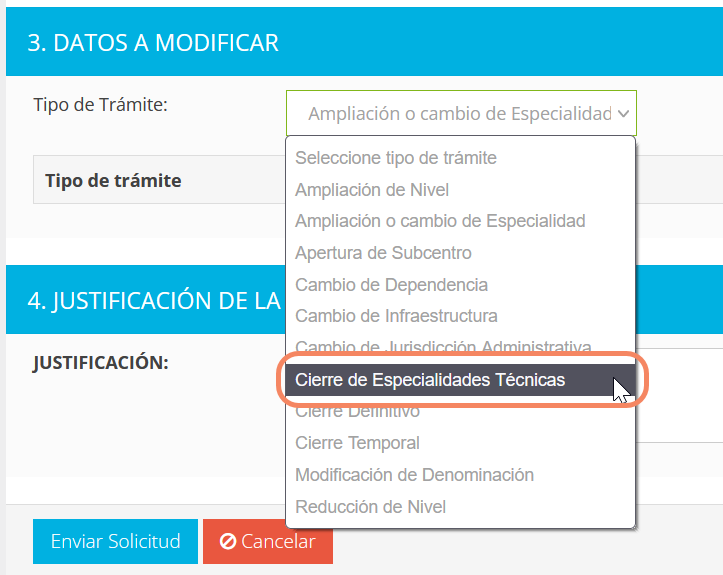 3. DATOS A MODIFICAR
Tipo de Trámite:
Ampliación o cambio de Especialidad
Seleccione tipo de trámite
Tipo de trámite
Ampliación de Nivel
Ampliación o cambio de Especialidad
Apertura de Subcentro
Cambio de Dependencia
4. JUSTIFICACIÓN DE LA
Cambio de Infraestructura
Cambio de Jurisdicción Administrativa
JUSTIFICACIÓN:
Cierre de Especialidades Técnicas
Cierre Definitivo
Cierre Temporal
Modificación de Denominación
Reducción de Nivel
Enviar Solicitud
Cancelar